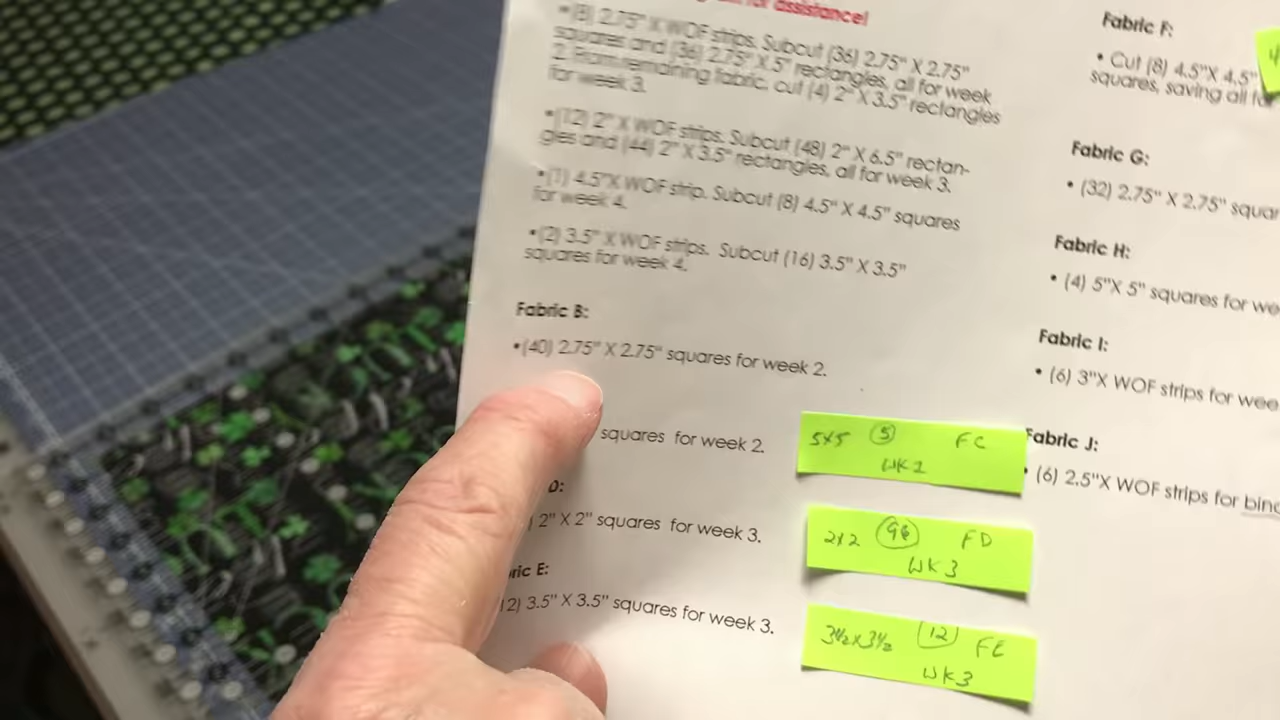 for assistance!
•(8) 2.75" X WOF strips. Subcut (36) 2.75" X 2.75"
squares and (36) 2.75" X 5" rectangles, all for week
2. From remaining fabric, cut (4) 2" X 3.5" rectangles
for week 3.
•(12) 2" X WOF strips. Subcut (48) 2" X 6.5" rectan-
gles and (44) 2" X 3.5" rectangles, all for week 3.
•(1) 4.5"X WOF strip. Subcut (8) 4.5" X 4.5" squares
for week 4.
•(2) 3.5" X WOF strips. Subcut (16) 3.5" X 3.5"
squares for week 4.
Fabric B:
•(40) 2.75" X 2.75" squares for week 2.
squares for week 2.
D:
2" X 2" squares for week 3.
ric E:
12) 3.5" X 3.5" squares for week 3.
5x5 5 FC
WK2
2x2 FD
WK3
3½x3½ 12 FE
WK3
Fabric F:
• Cut (8) 4.5"X 4.5"
squares, saving all fo
Fabric G:
• (32) 2.75" X 2.75" squar
Fabric H:
• (4) 5"X 5" squares for we
Fabric I:
• (6) 3"X WOF strips for wee
Fabric J:
(6) 2.5"X WOF strips for bind
4